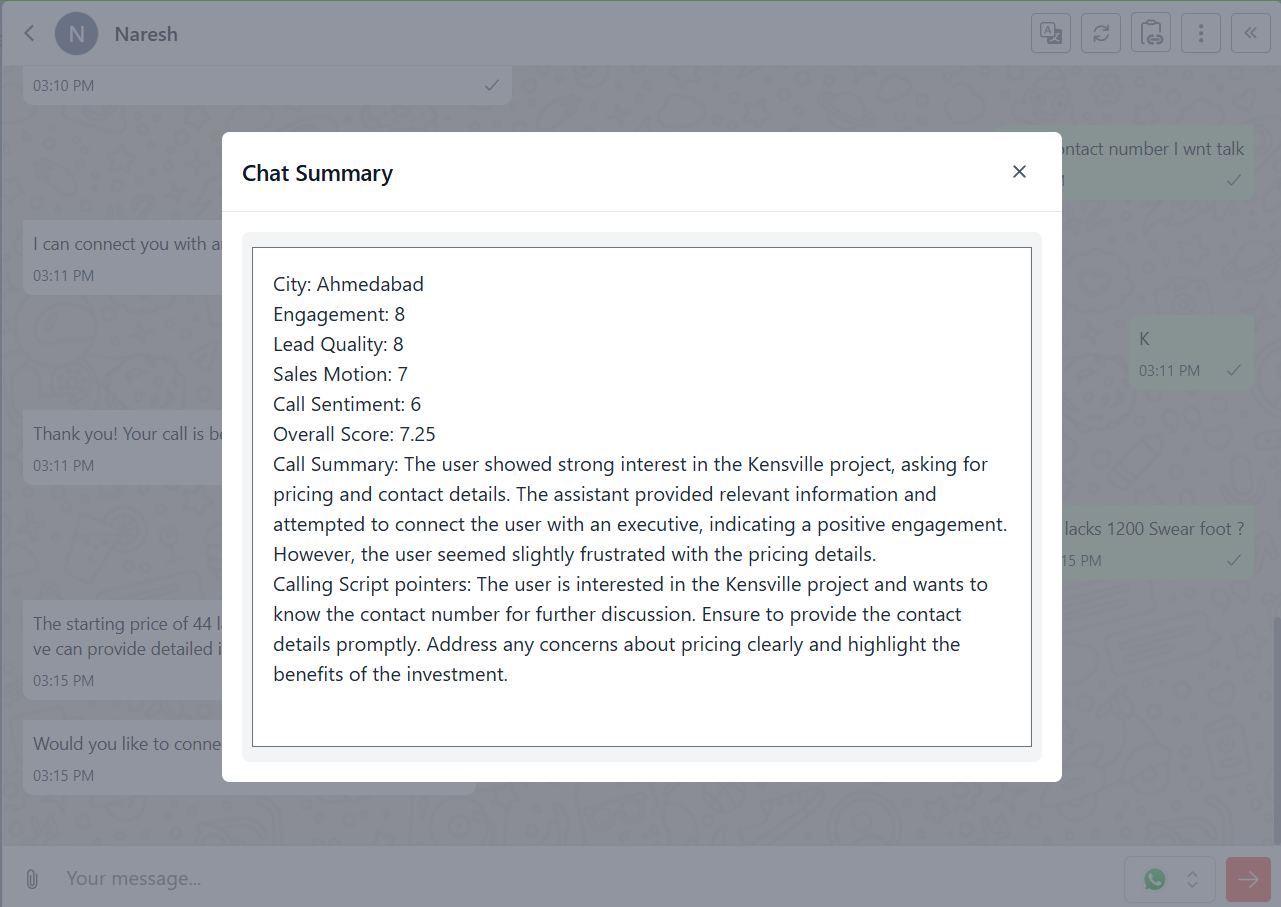 N
Naresh
03:10 PM
ntact number I wnt talk
I can connect you with
03:11 PM
K
03:11 PM
Thank you! Your call is
03:11 PM
lacks 1200 Swear foot ?
15 PM
The starting price of 44
ve can provide detailed
03:15 PM
Would you like to
03:15 PM
Chat Summary
City: Ahmedabad
Engagement: 8
Lead Quality: 8
Sales Motion: 7
Call Sentiment: 6
Overall Score: 7.25
Call Summary: The user showed strong interest in the Kensville project, asking for
pricing and contact details. The assistant provided relevant information and
attempted to connect the user with an executive, indicating a positive engagement.
However, the user seemed slightly frustrated with the pricing details.
Calling Script pointers: The user is interested in the Kensville project and wants to
know the contact number for further discussion. Ensure to provide the contact
details promptly. Address any concerns about pricing clearly and highlight the
benefits of the investment.
Your message...